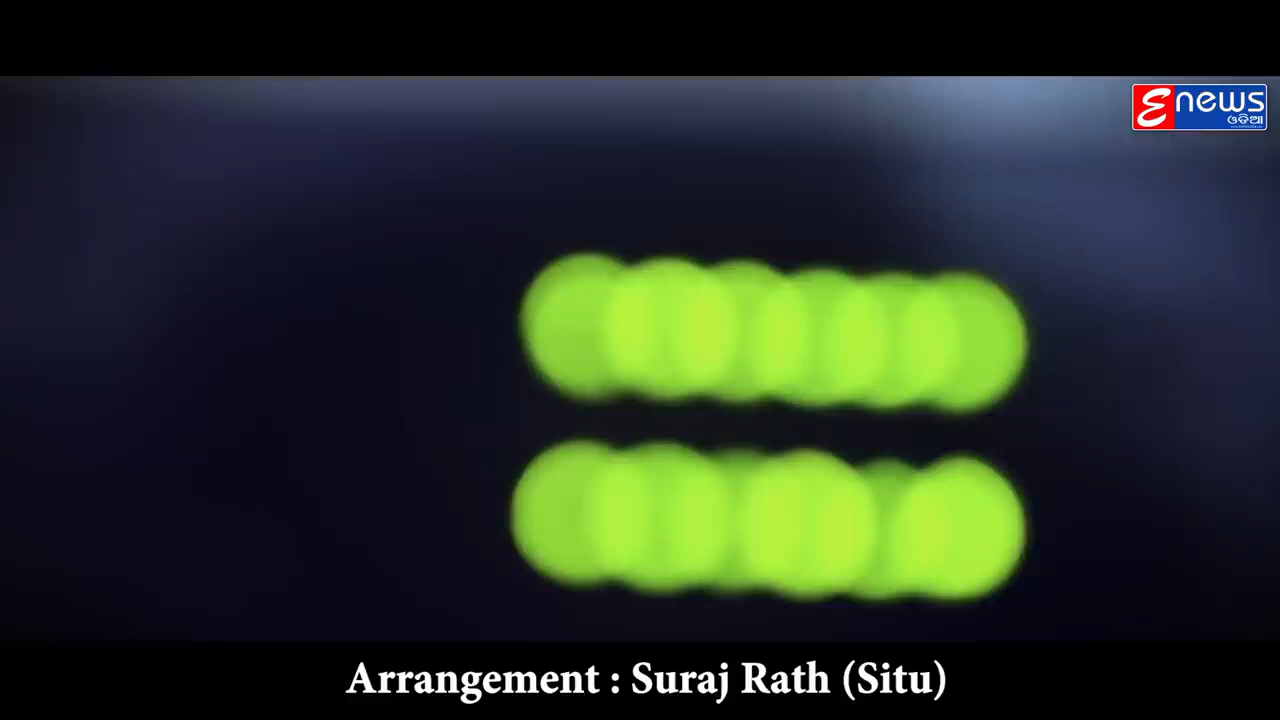 enews
ଓଡିଆ
Arrangement : Suraj Rath (Situ)